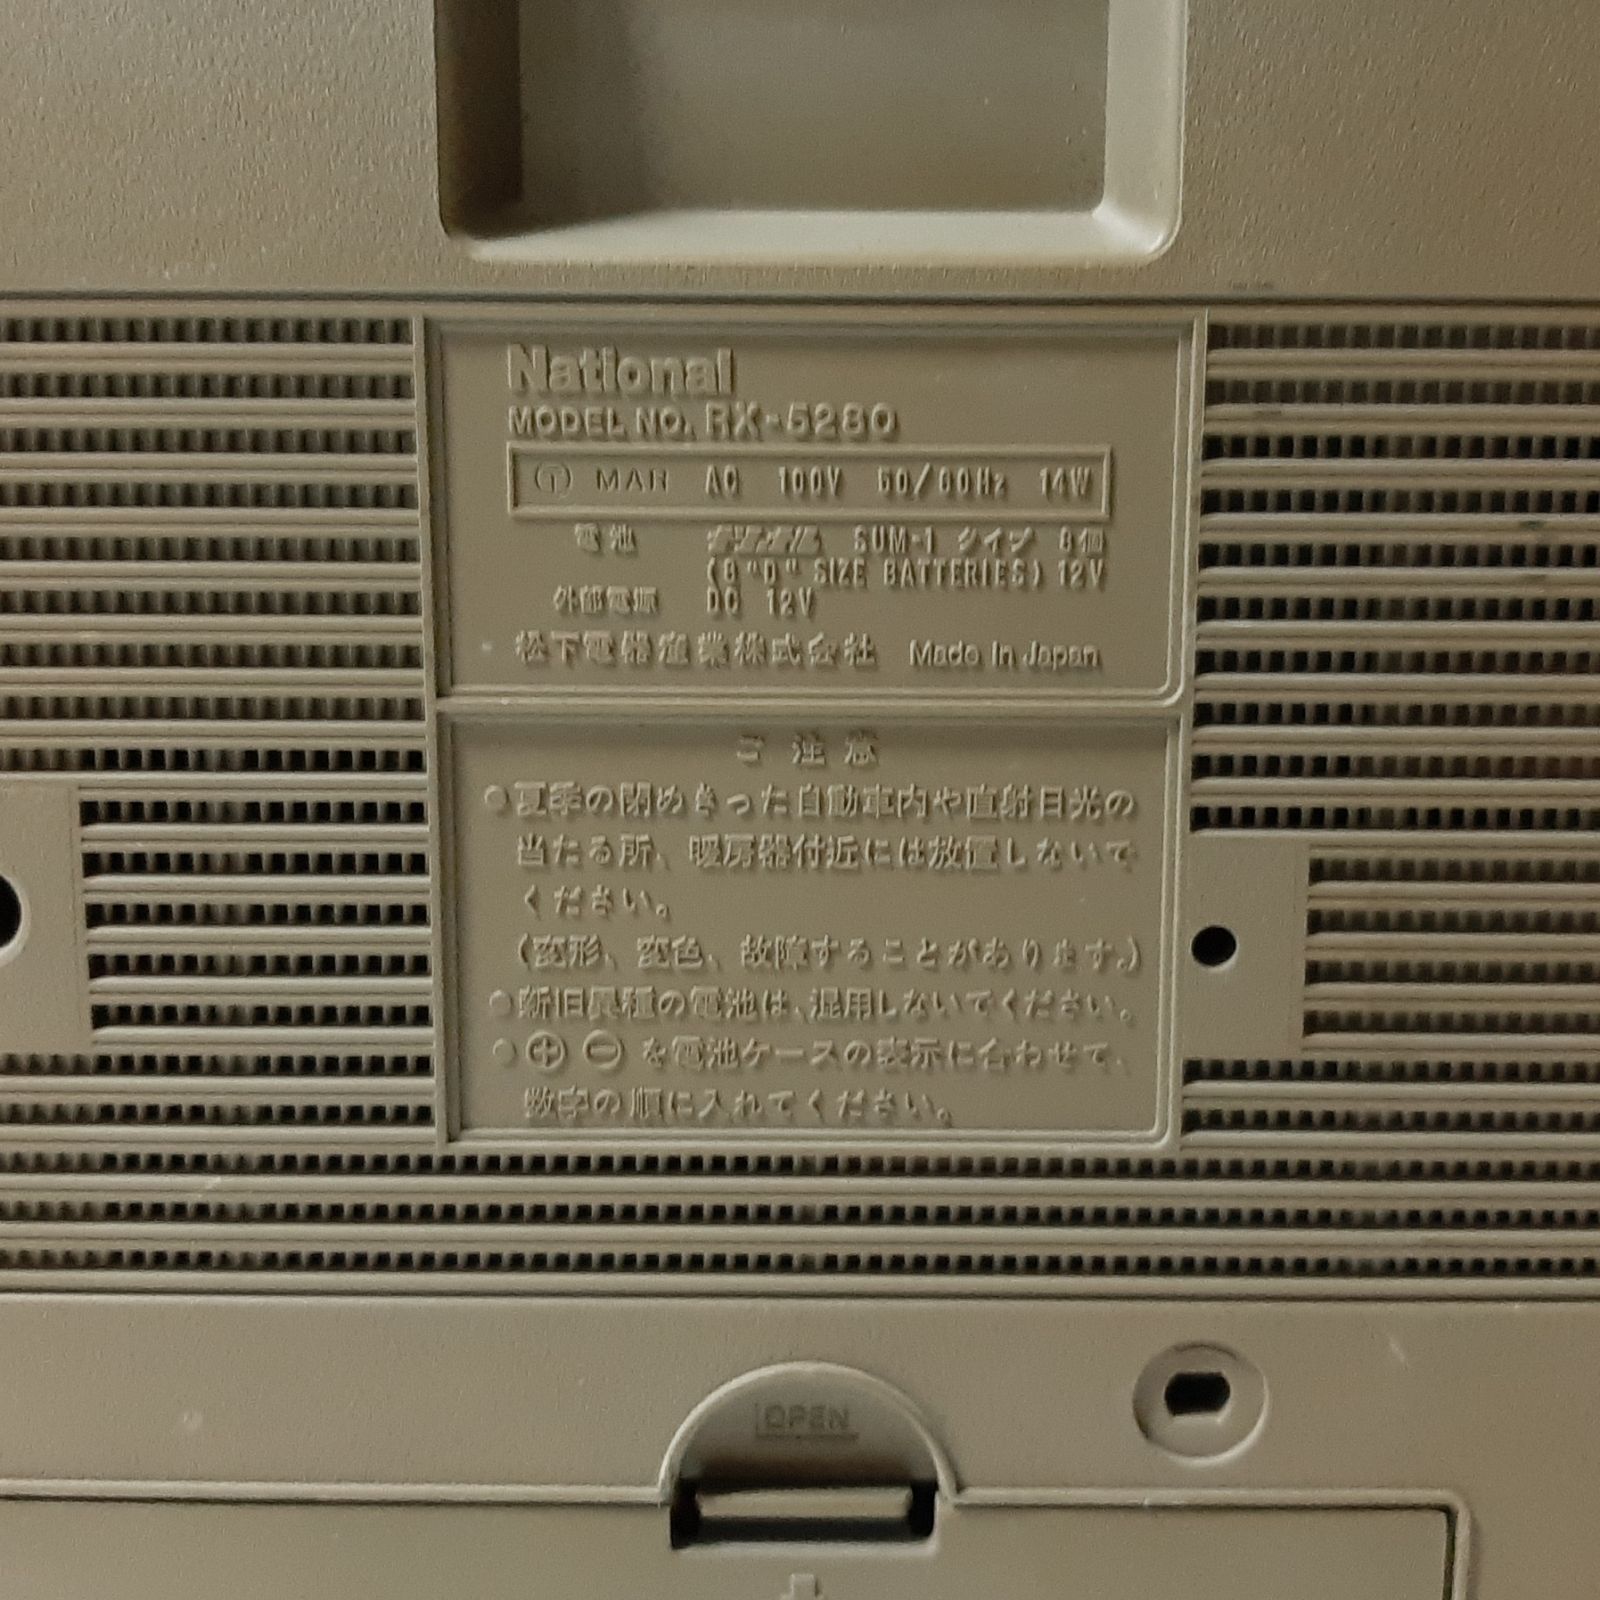 National
MODEL NO. RX-5280
Ⓣ MAR AC 100V 50/60Hz 14W
電池 ナショナル SUM-1 タイプ 8個
(8 "D" SIZE BATTERIES) 12V
外部電源 DC 12V
松下電器産業株式会社 Made in Japan
ご注意
●夏季の閉めきった自動車内や直射日光の
当たる所、暖房器付近には放置しないで
ください。
(変形、変色、故障することがあります。)
●新旧異種の電池は、混用しないでください。
●⊕ ⊖ を電池ケースの表示に合わせて、
数字の順に入れてください。
OPEN